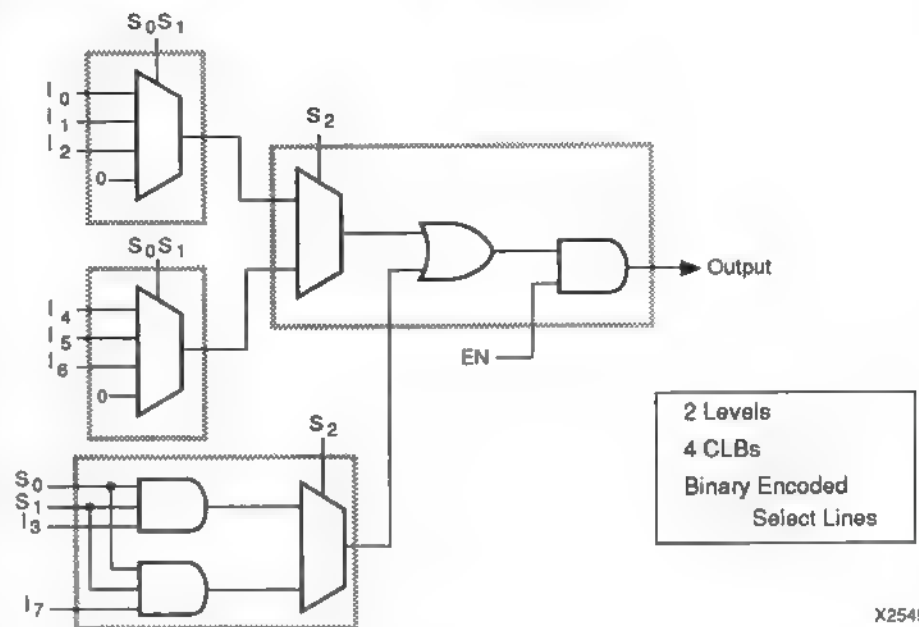 S0S1
I0
I1
I2
0
S2
S0S1
I4
I5
I6
0
Output
EN
S2
S0
S1
I3
I7
2 Levels
4 CLBs
Binary Encoded
Select Lines